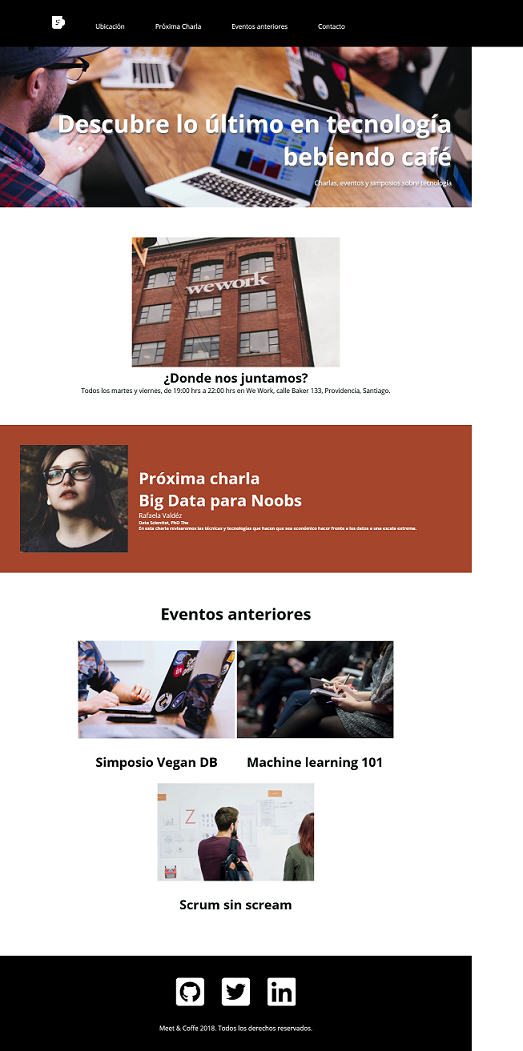 Ubicación
Próxima Charla
Eventos anteriores
Contacto
Descubre lo último en tecnología
bebiendo café
Charlas, eventos y simposios sobre tecnología
wework
¿Donde nos juntamos?
Todos los martes y viernes, de 19:00 hrs a 22:00 hrs en We Work, calle Baker 133, Providencia, Santiago.
Próxima charla
Big Data para Noobs
Rafaela Valdéz
Data Scientist, PhD The
En esta charla revisaremos las técnicas y tecnologías que hacen que sea económico hacer frente a los datos a una escala extrema.
Eventos anteriores
Simposio Vegan DB
Machine learning 101
Z
Scrum sin scream
in
Meet & Coffe 2018. Todos los derechos reservados.